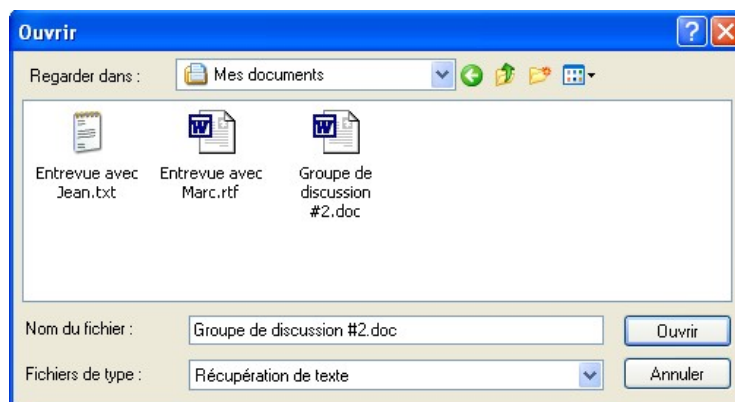 Ouvrir
Regarder dans :
Mes documents
Entrevue avec
Jean.txt
Entrevue avec
Marc.rtf
Groupe de
discussion
#2.doc
Nom du fichier :
Groupe de discussion #2.doc
Ouvrir
Fichiers de type :
Récupération de texte
Annuler